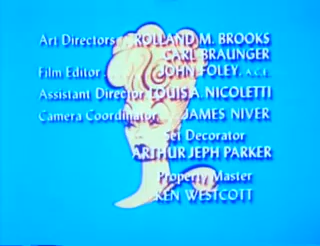 Art Directors ROLLAND M. BROOKS
CARL BRAUNGER
Film Editor JOHN FOLEY, A.C.E.
Assistant Director LOUIS A. NICOLETTI
Camera Coordinator JAMES NIVER
Set Decorator
ARTHUR JEPH PARKER
Property Master
KEN WESTCOTT